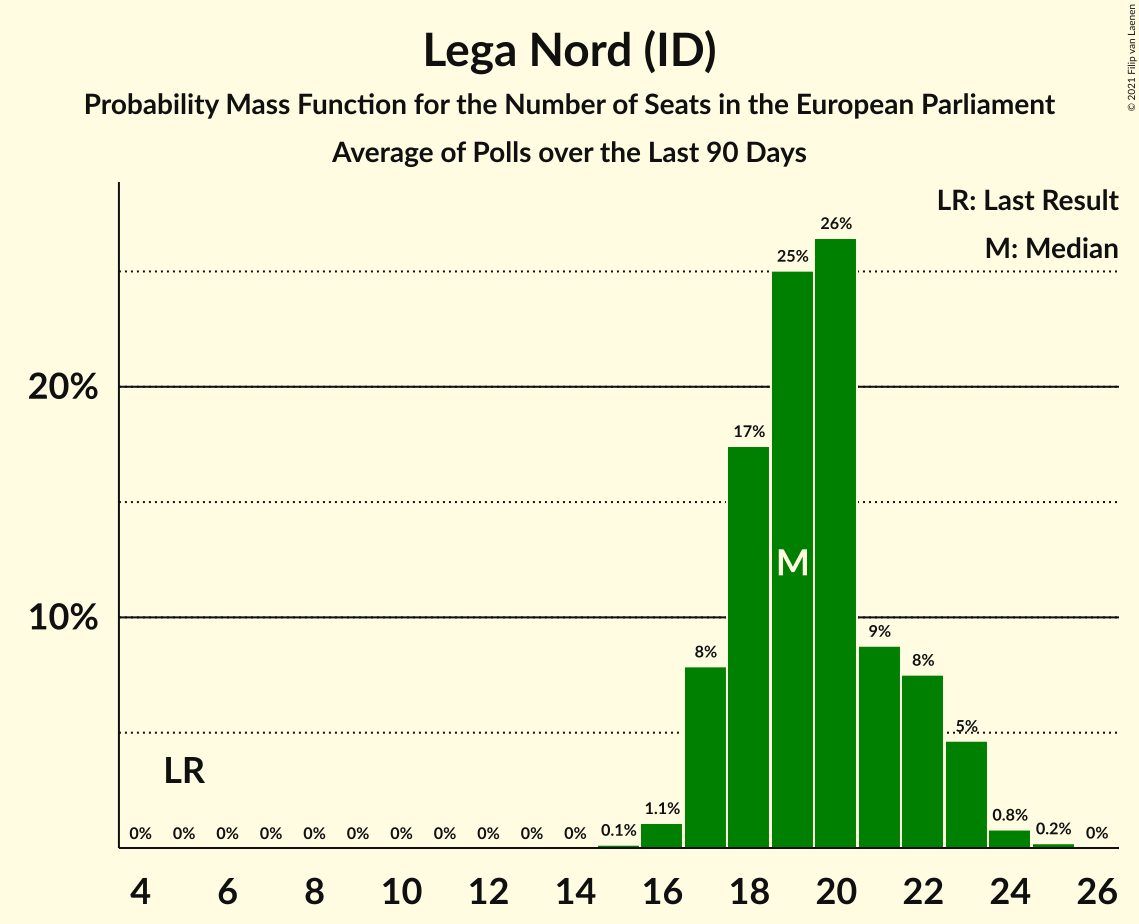 Lega Nord (ID)
Probability Mass Function for the Number of Seats in the European Parliament
Average of Polls over the Last 90 Days
© 2021 Filip van Laenen
LR: Last Result
M: Median
20%
10%
0% 0% 0% 0% 0% 0% 0% 0% 0% 0% 0% 0.1% 1.1% 8% 17% 25% 26% 9% 8% 5% 0.8% 0.2% 0%
LR
M
4 6 8 10 12 14 16 18 20 22 24 26